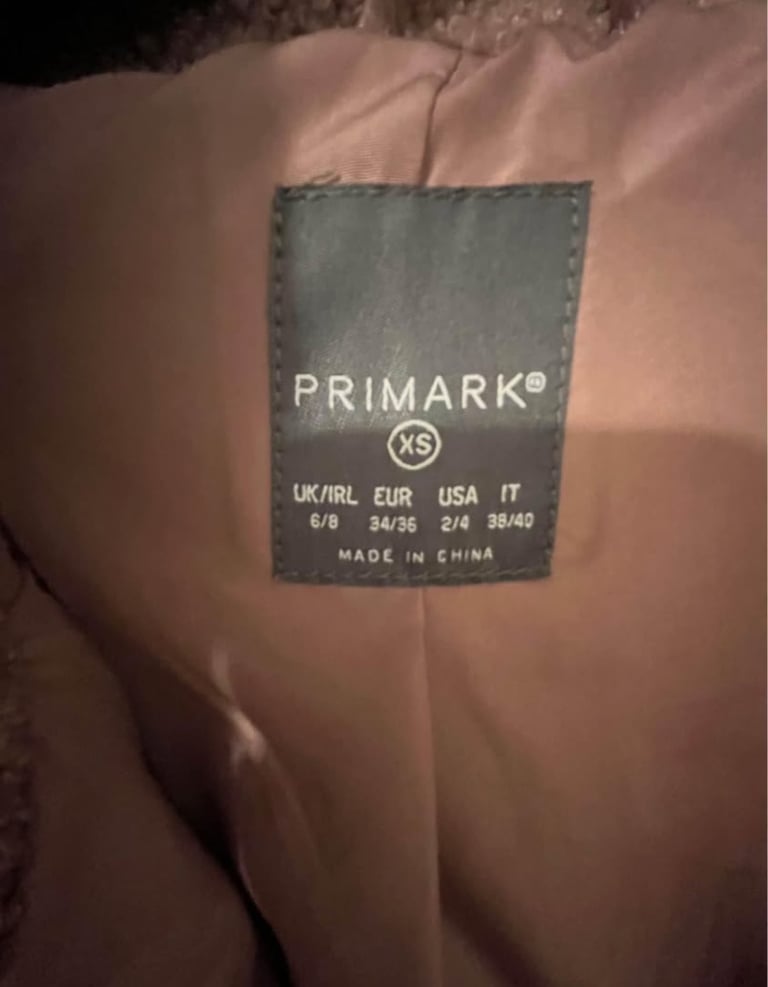 PRIMARK®
XS
UK/IRL EUR USA IT
6/8 34/36 2/4 38/40
MADE IN CHINA